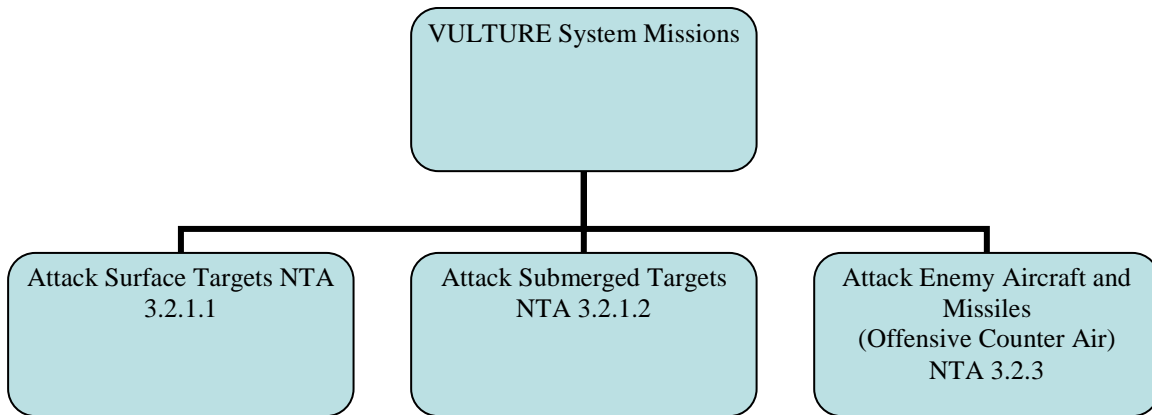 VULTURE System Missions
Attack Surface Targets NTA
3.2.1.1
Attack Submerged Targets
NTA 3.2.1.2
Attack Enemy Aircraft and
Missiles
(Offensive Counter Air)
NTA 3.2.3